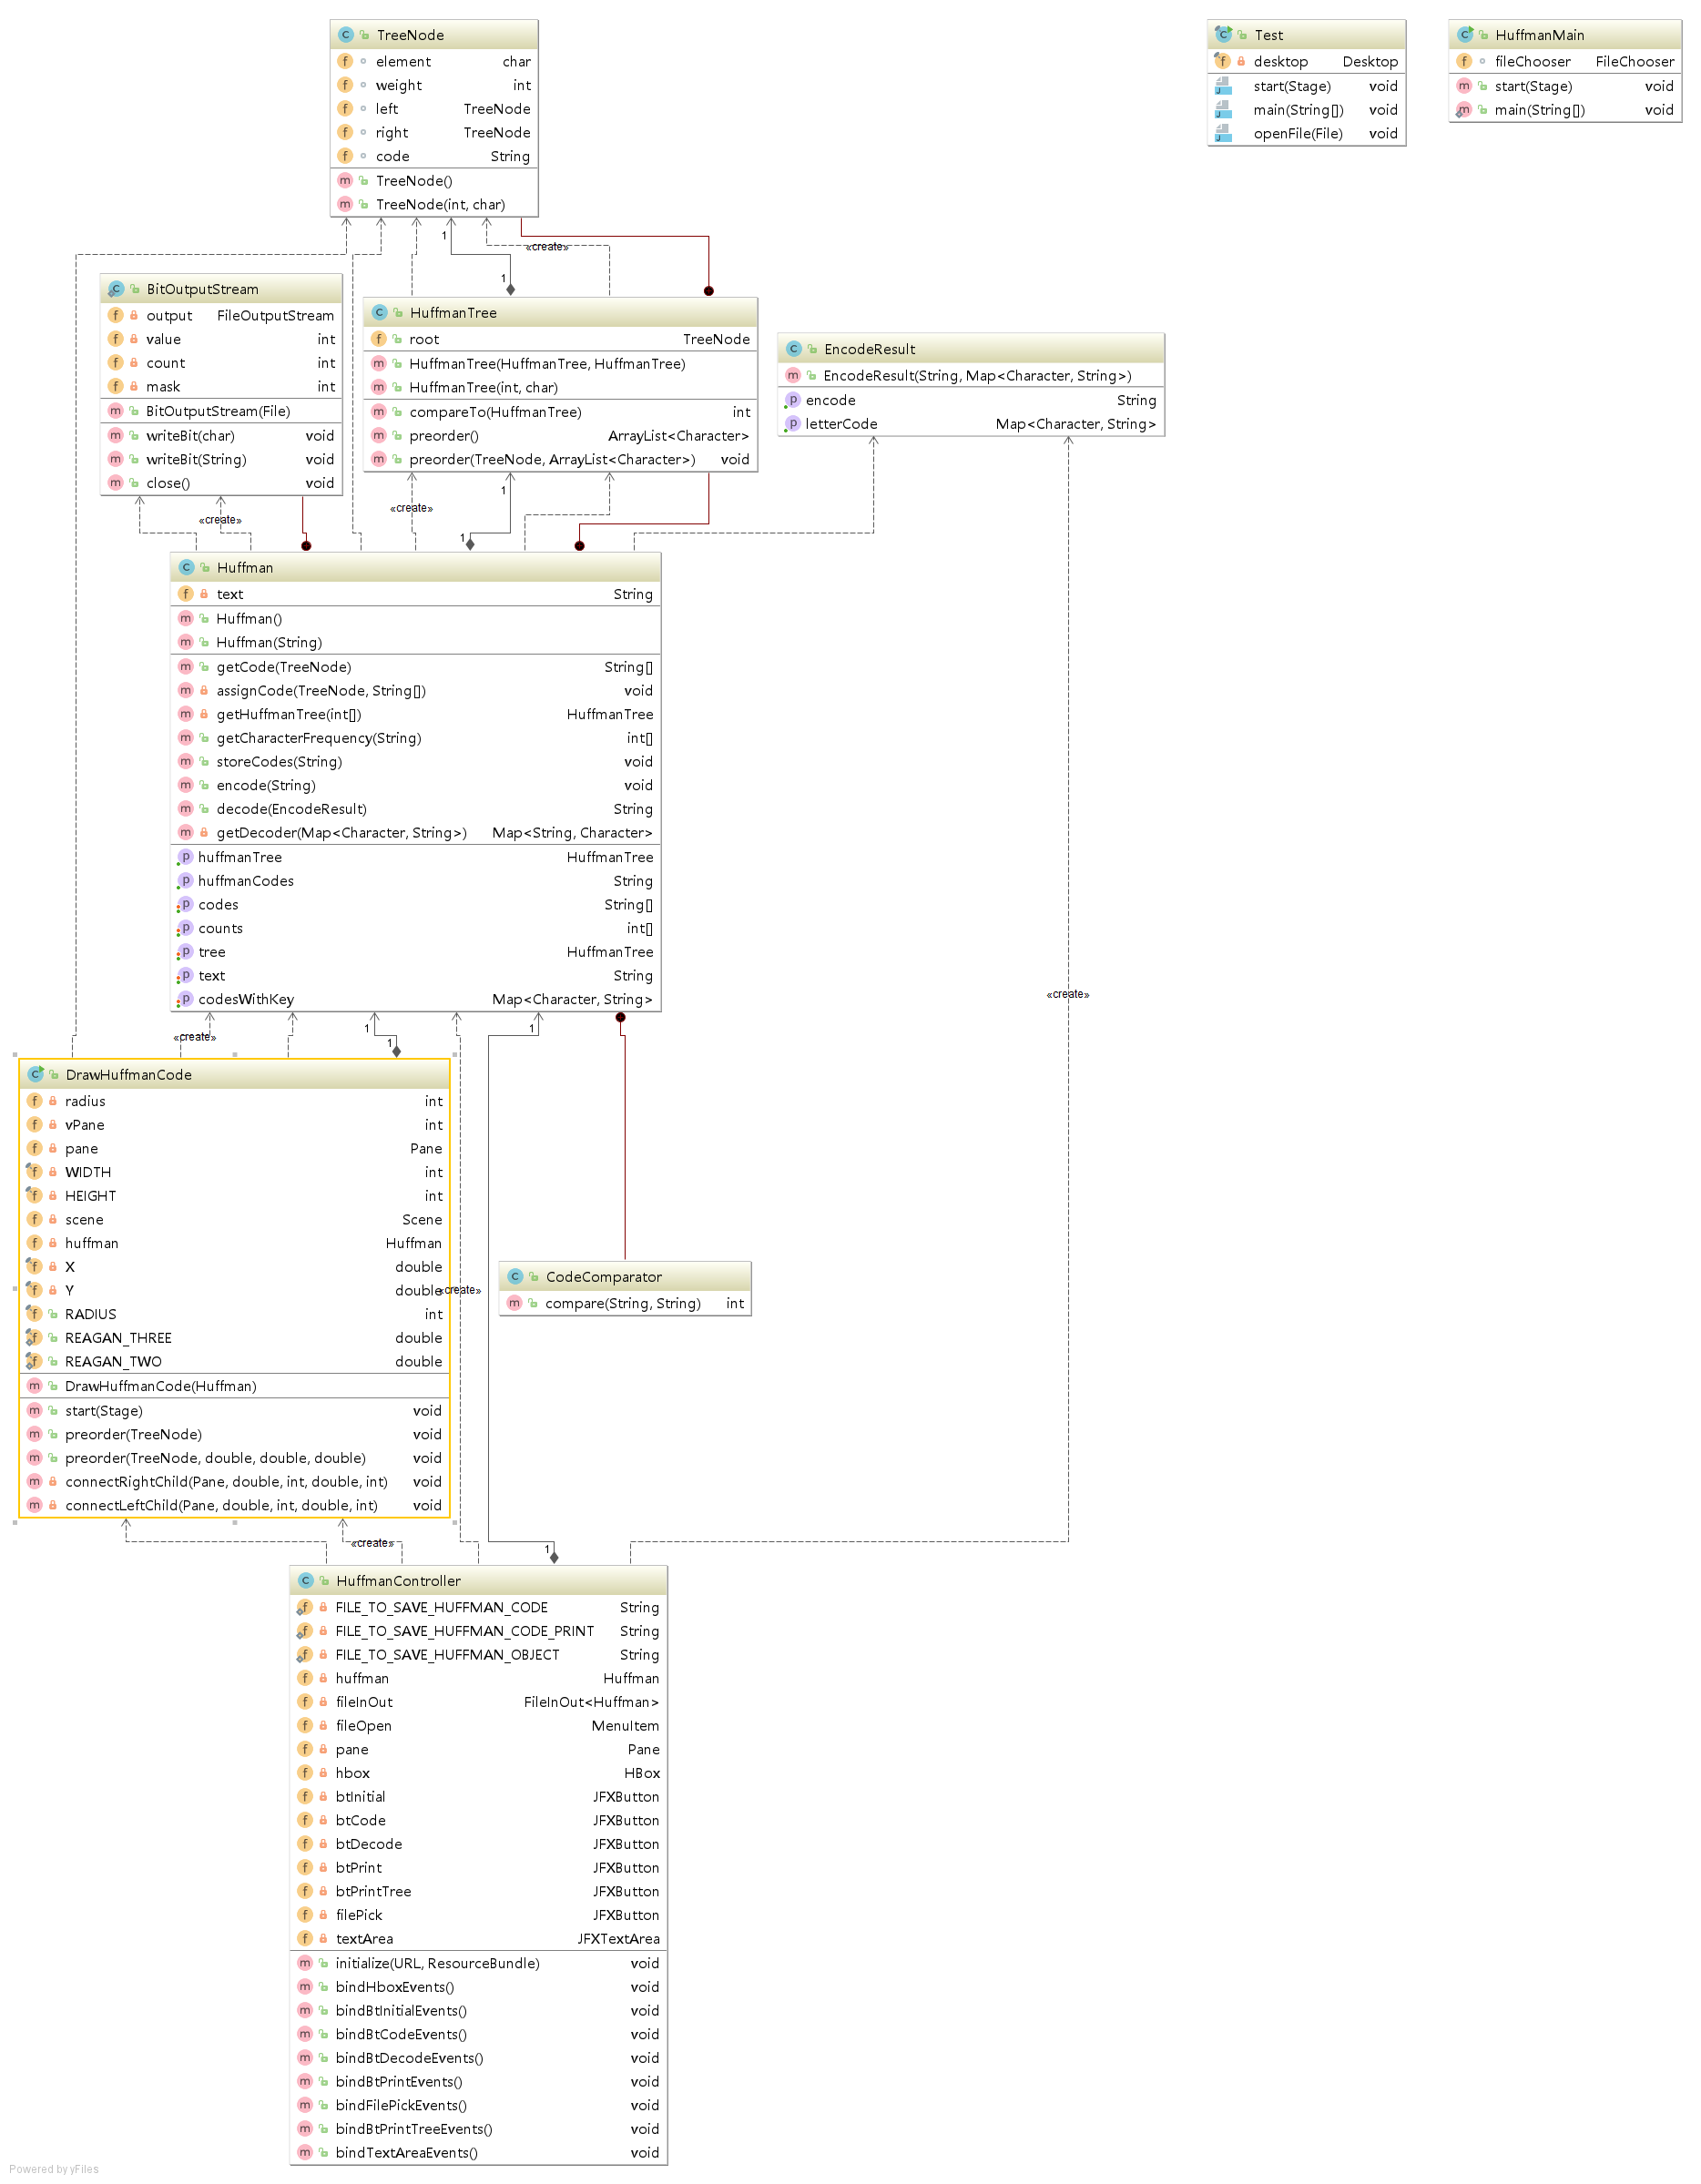 TreeNode
element char
weight int
left TreeNode
right TreeNode
code String
TreeNode()
TreeNode(int, char)
Test
desktop Desktop
start(Stage) void
main(String[]) void
openFile(File) void
HuffmanMain
fileChooser FileChooser
start(Stage) void
main(String[]) void
1
«create»
1
BitOutputStream
output FileOutputStream
value int
count int
mask int
BitOutputStream(File)
writeBit(char) void
writeBit(String) void
close() void
HuffmanTree
root TreeNode
HuffmanTree(HuffmanTree, HuffmanTree)
HuffmanTree(int, char)
compareTo(HuffmanTree) int
preorder() ArrayList<Character>
preorder(TreeNode, ArrayList<Character>) void
EncodeResult
EncodeResult(String, Map<Character, String>)
encode String
letterCode Map<Character, String>
1
«create»
«create»
1
Huffman
text String
Huffman()
Huffman(String)
getCode(TreeNode) String[]
assignCode(TreeNode, String[]) void
getHuffmanTree(int[]) HuffmanTree
getCharacterFrequency(String) int[]
storeCodes(String) void
encode(String) void
decode(EncodeResult) String
getDecoder(Map<Character, String>) Map<String, Character>
huffmanTree HuffmanTree
huffmanCodes String
codes String[]
counts int[]
tree HuffmanTree
text String
codesWithKey Map<Character, String>
«create»
1
1
«create»
1
DrawHuffmanCode
radius int
vPane int
pane Pane
WIDTH int
HEIGHT int
scene Scene
huffman Huffman
X double
Y double
RADIUS int
REAGAN_THREE double
REAGAN_TWO double
DrawHuffmanCode(Huffman)
start(Stage) void
preorder(TreeNode) void
preorder(TreeNode, double, double, double) void
connectRightChild(Pane, double, int, double, int) void
connectLeftChild(Pane, double, int, double, int) void
«create»
CodeComparator
compare(String, String) int
«create»
1
HuffmanController
FILE_TO_SAVE_HUFFMAN_CODE String
FILE_TO_SAVE_HUFFMAN_CODE_PRINT String
FILE_TO_SAVE_HUFFMAN_OBJECT String
huffman Huffman
fileInOut FileInOut<Huffman>
fileOpen MenuItem
pane Pane
hbox HBox
btInitial JFXButton
btCode JFXButton
btDecode JFXButton
btPrint JFXButton
btPrintTree JFXButton
filePick JFXButton
textArea JFXTextArea
initialize(URL, ResourceBundle) void
bindHboxEvents() void
bindBtInitialEvents() void
bindBtCodeEvents() void
bindBtDecodeEvents() void
bindBtPrintEvents() void
bindFilePickEvents() void
bindBtPrintTreeEvents() void
bindTextAreaEvents() void
Powered by yFiles